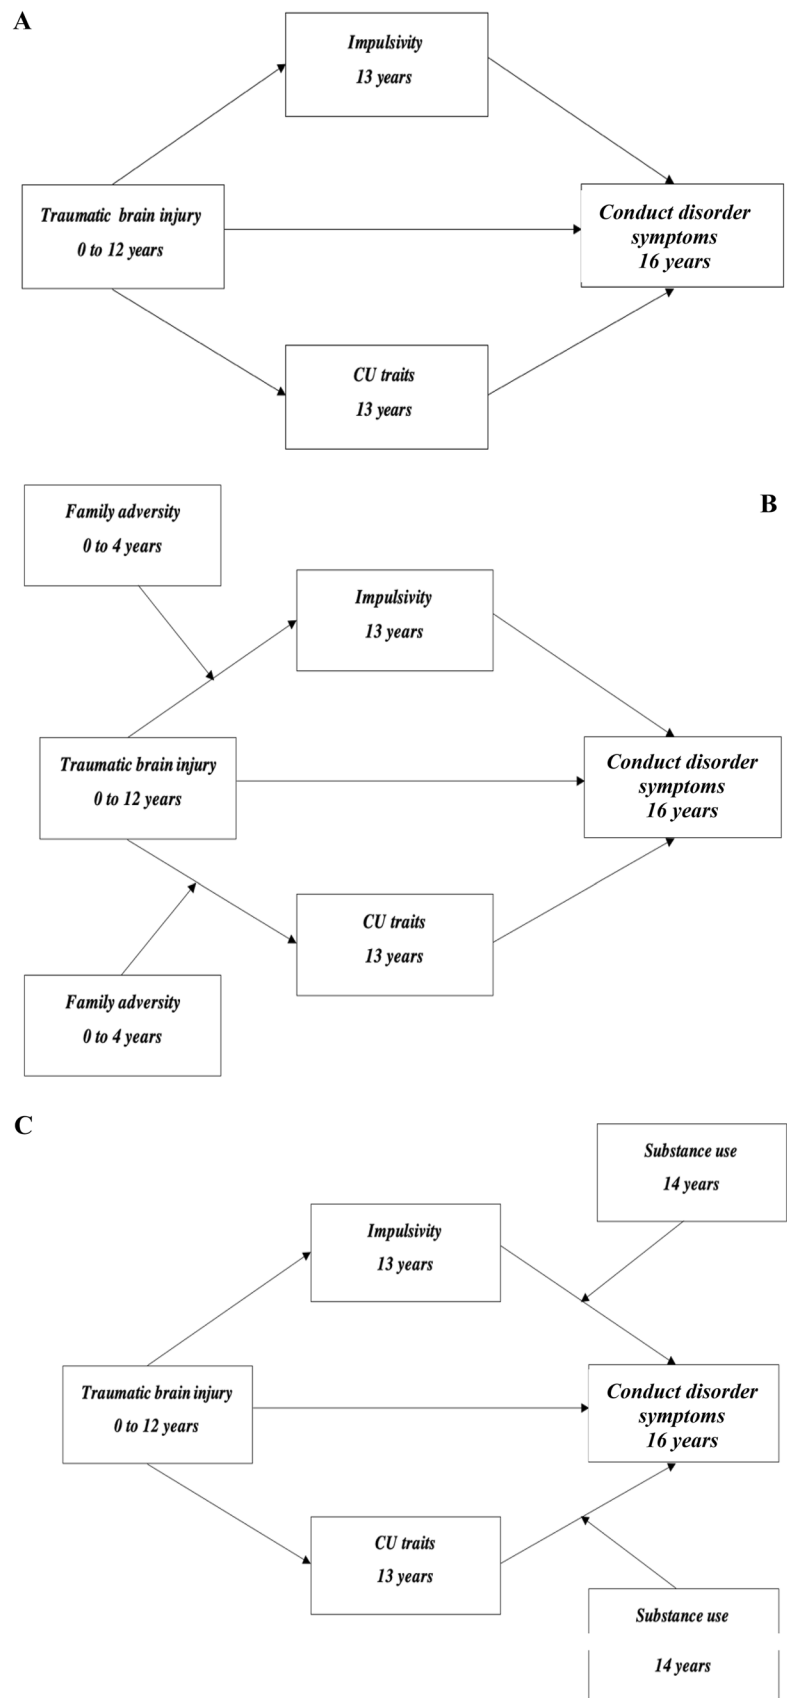 A
Impulsivity
13 years
Traumatic brain injury
0 to 12 years
Conduct disorder
symptoms
16 years
CU traits
13 years
B
Family adversity
0 to 4 years
Impulsivity
13 years
Traumatic brain injury
0 to 12 years
Conduct disorder
symptoms
16 years
CU traits
13 years
Family adversity
0 to 4 years
C
Substance use
14 years
Impulsivity
13 years
Traumatic brain injury
0 to 12 years
Conduct disorder
symptoms
16 years
CU traits
13 years
Substance use
14 years